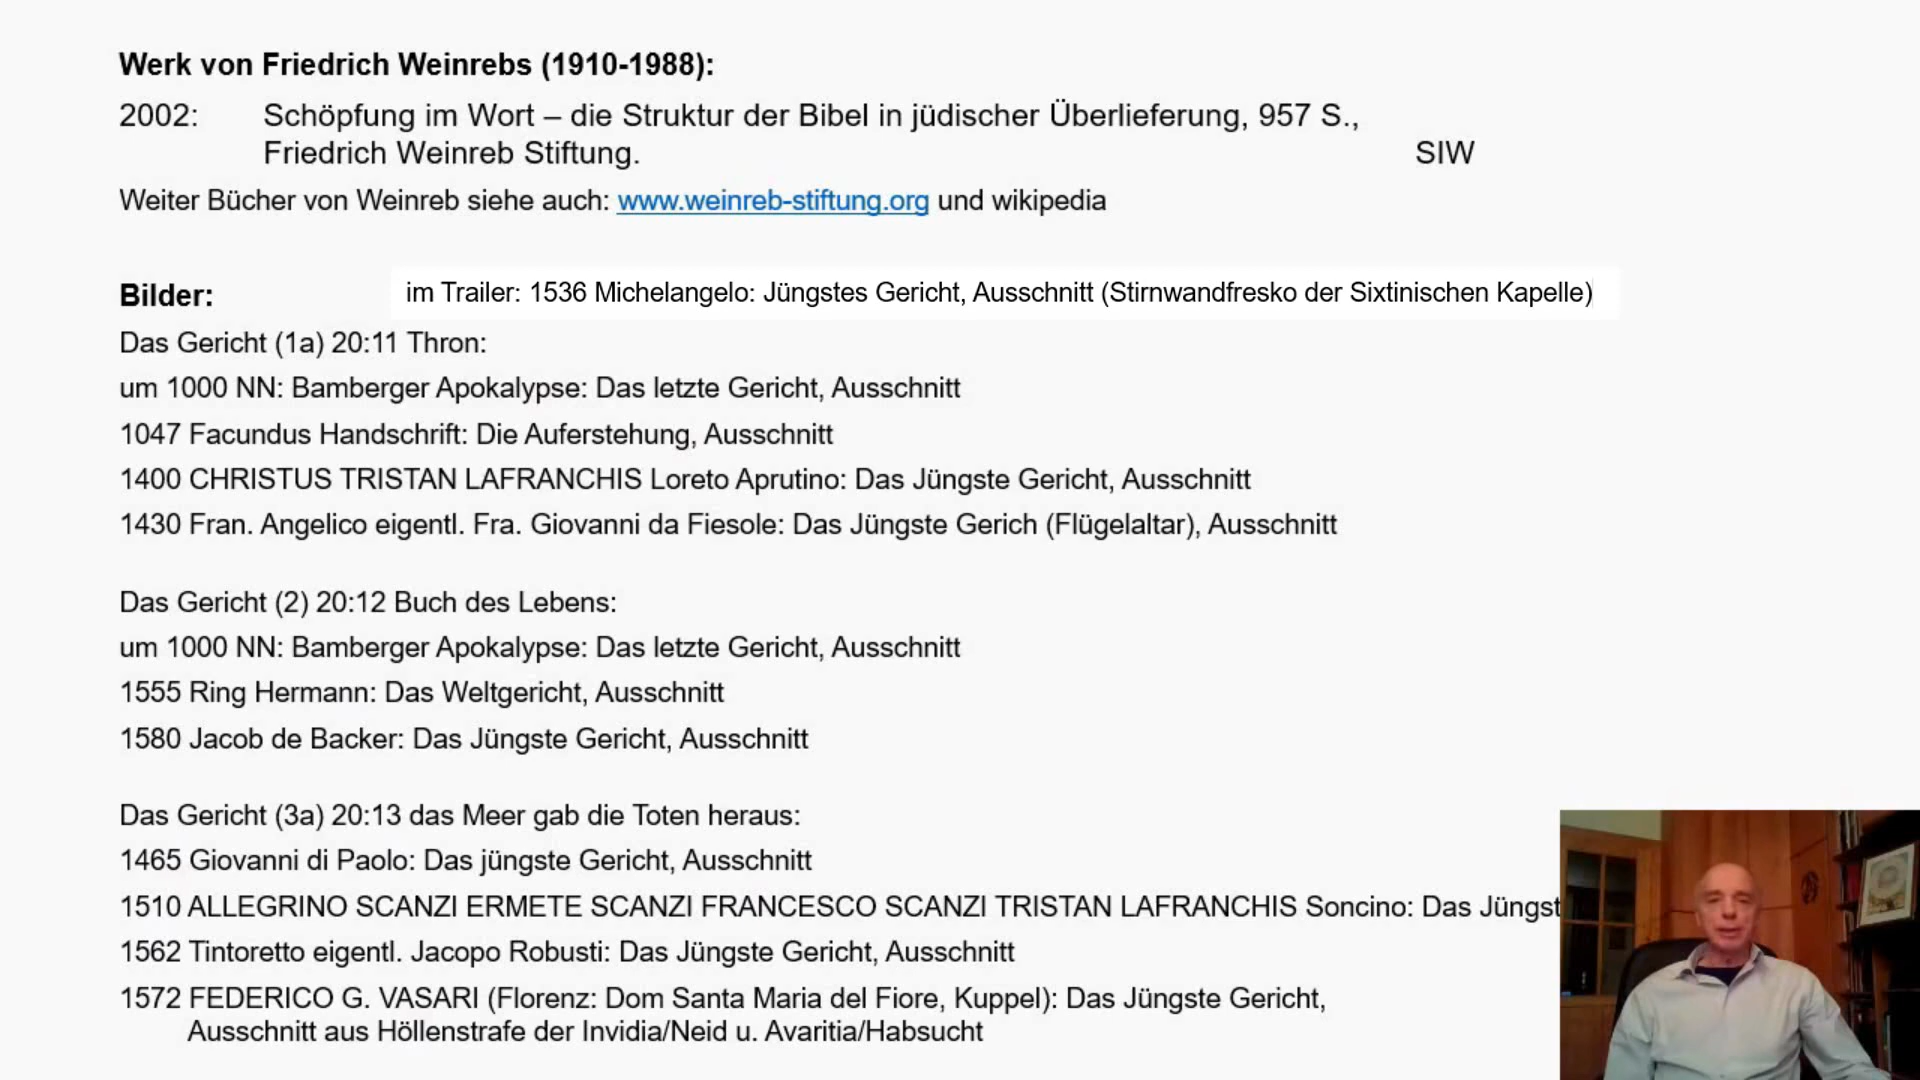 Werk von Friedrich Weinrebs (1910-1988):
2002: Schöpfung im Wort – die Struktur der Bibel in jüdischer Überlieferung, 957 S.,
Friedrich Weinreb Stiftung. SIW
Weiter Bücher von Weinreb siehe auch: www.weinreb-stiftung.org und wikipedia
Bilder: im Trailer: 1536 Michelangelo: Jüngstes Gericht, Ausschnitt (Stirnwandfresko der Sixtinischen Kapelle)
Das Gericht (1a) 20:11 Thron:
um 1000 NN: Bamberger Apokalypse: Das letzte Gericht, Ausschnitt
1047 Facundus Handschrift: Die Auferstehung, Ausschnitt
1400 CHRISTUS TRISTAN LAFRANCHIS Loreto Aprutino: Das Jüngste Gericht, Ausschnitt
1430 Fran. Angelico eigentl. Fra. Giovanni da Fiesole: Das Jüngste Gerich (Flügelaltar), Ausschnitt
Das Gericht (2) 20:12 Buch des Lebens:
um 1000 NN: Bamberger Apokalypse: Das letzte Gericht, Ausschnitt
1555 Ring Hermann: Das Weltgericht, Ausschnitt
1580 Jacob de Backer: Das Jüngste Gericht, Ausschnitt
Das Gericht (3a) 20:13 das Meer gab die Toten heraus:
1465 Giovanni di Paolo: Das jüngste Gericht, Ausschnitt
1510 ALLEGRINO SCANZI ERMETE SCANZI FRANCESCO SCANZI TRISTAN LAFRANCHIS Soncino: Das Jüngst
1562 Tintoretto eigentl. Jacopo Robusti: Das Jüngste Gericht, Ausschnitt
1572 FEDERICO G. VASARI (Florenz: Dom Santa Maria del Fiore, Kuppel): Das Jüngste Gericht,
Ausschnitt aus Höllenstrafe der Invidia/Neid u. Avaritia/Habsucht